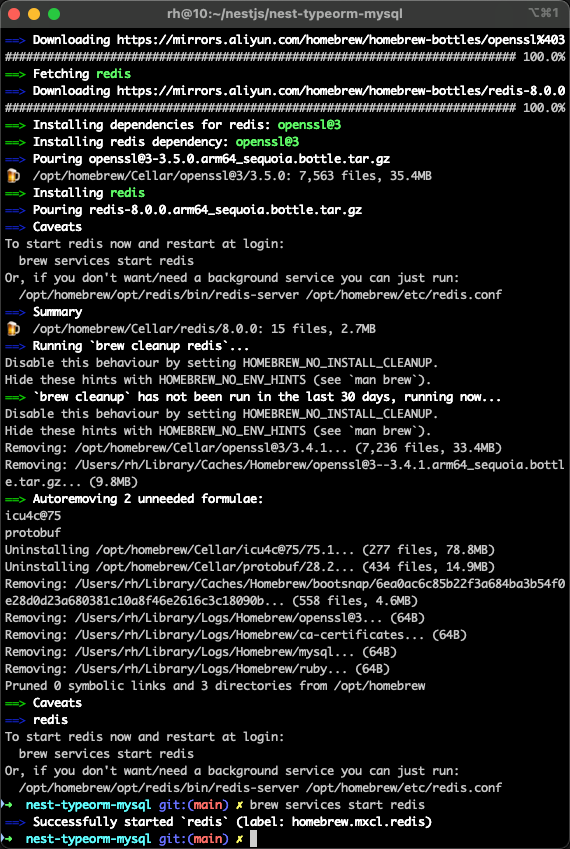 rh@10:~/nestjs/nest-typeorm-mysql
⌥⌘1
==> Downloading https://mirrors.aliyun.com/homebrew/homebrew-bottles/openssl%403
######################################################################### 100.0%
==> Fetching redis
==> Downloading https://mirrors.aliyun.com/homebrew/homebrew-bottles/redis-8.0.0
######################################################################### 100.0%
==> Installing dependencies for redis: openssl@3
==> Installing redis dependency: openssl@3
==> Pouring openssl@3-3.5.0.arm64_sequoia.bottle.tar.gz
🍺  /opt/homebrew/Cellar/openssl@3/3.5.0: 7,563 files, 35.4MB
==> Installing redis
==> Pouring redis-8.0.0.arm64_sequoia.bottle.tar.gz
==> Caveats
To start redis now and restart at login:
  brew services start redis
Or, if you don't want/need a background service you can just run:
  /opt/homebrew/opt/redis/bin/redis-server /opt/homebrew/etc/redis.conf
==> Summary
🍺  /opt/homebrew/Cellar/redis/8.0.0: 15 files, 2.7MB
==> Running `brew cleanup redis`...
Disable this behaviour by setting HOMEBREW_NO_INSTALL_CLEANUP.
Hide these hints with HOMEBREW_NO_ENV_HINTS (see `man brew`).
==> `brew cleanup` has not been run in the last 30 days, running now...
Disable this behaviour by setting HOMEBREW_NO_INSTALL_CLEANUP.
Hide these hints with HOMEBREW_NO_ENV_HINTS (see `man brew`).
Removing: /opt/homebrew/Cellar/openssl@3/3.4.1... (7,236 files, 33.4MB)
Removing: /Users/rh/Library/Caches/Homebrew/openssl@3--3.4.1.arm64_sequoia.bottl
e.tar.gz... (9.8MB)
==> Autoremoving 2 unneeded formulae:
icu4c@75
protobuf
Uninstalling /opt/homebrew/Cellar/icu4c@75/75.1... (277 files, 78.8MB)
Uninstalling /opt/homebrew/Cellar/protobuf/28.2... (434 files, 14.9MB)
Removing: /Users/rh/Library/Caches/Homebrew/bootsnap/6ea0ac6c85b22f3a684ba3b54f0
e28d0d23a680381c10a8f46e2616c3c18090b... (558 files, 4.6MB)
Removing: /Users/rh/Library/Logs/Homebrew/openssl@3... (64B)
Removing: /Users/rh/Library/Logs/Homebrew/ca-certificates... (64B)
Removing: /Users/rh/Library/Logs/Homebrew/mysql... (64B)
Removing: /Users/rh/Library/Logs/Homebrew/ruby... (64B)
Pruned 0 symbolic links and 3 directories from /opt/homebrew
==> Caveats
==> redis
To start redis now and restart at login:
  brew services start redis
Or, if you don't want/need a background service you can just run:
  /opt/homebrew/opt/redis/bin/redis-server /opt/homebrew/etc/redis.conf
➜  nest-typeorm-mysql git:(main) ✗ brew services start redis
==> Successfully started `redis` (label: homebrew.mxcl.redis)
➜  nest-typeorm-mysql git:(main) ✗